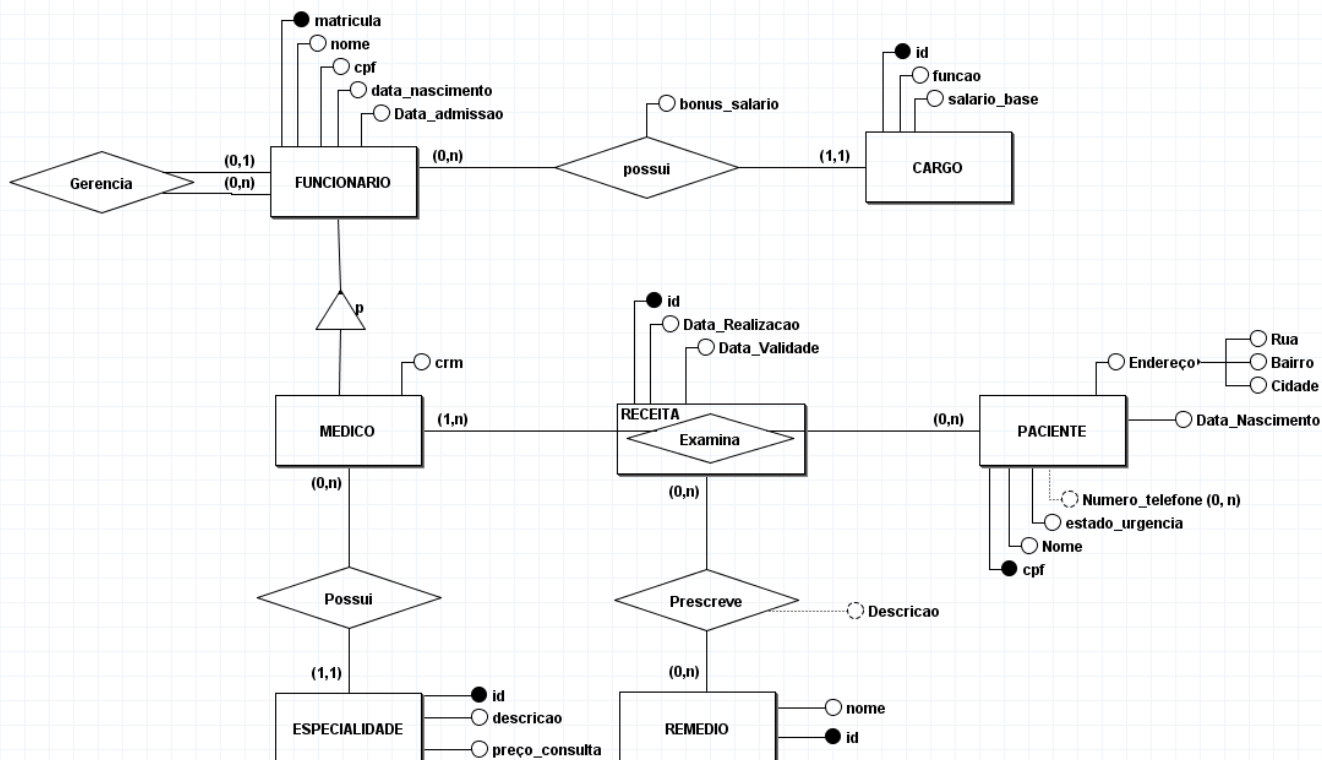 matricula
nome
cpf
data_nascimento
Data_admissao
Gerencia
(0,1)
(0,n)
FUNCIONARIO
(0,n)
bonus_salario
possui
(1,1)
id
funcao
salario_base
CARGO
p
crm
MEDICO
(1,n)
id
Data_Realizacao
Data_Validade
RECEITA
Examina
(0,n)
Endereço
Rua
Bairro
Cidade
PACIENTE
Data_Nascimento
Numero_telefone (0, n)
estado_urgencia
Nome
cpf
(0,n)
Possui
(1,1)
ESPECIALIDADE
id
descricao
preço_consulta
(0,n)
Prescreve
Descricao
(0,n)
REMEDIO
nome
id